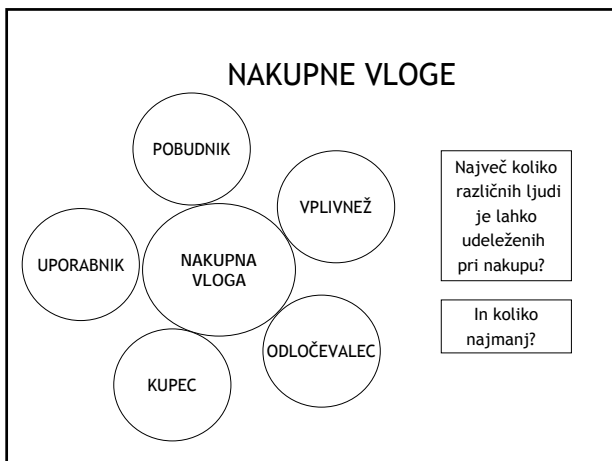 NAKUPNE VLOGE
POBUDNIK
VPLIVNEŽ
UPORABNIK
NAKUPNA
VLOGA
ODLOČEVALEC
KUPEC
Največ koliko
različnih ljudi
je lahko
udeleženih
pri nakupu?
In koliko
najmanj?